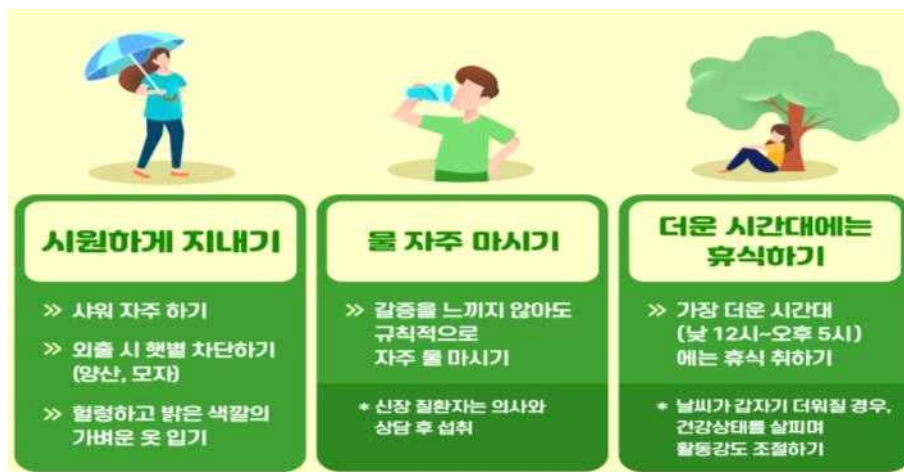 시원하게 지내기
» 샤워 자주 하기
» 외출 시 햇볕 차단하기
(양산, 모자)
» 헐렁하고 밝은 색깔의
가벼운 옷 입기
물 자주 마시기
» 갈증을 느끼지 않아도
규칙적으로
자주 물 마시기
* 신장 질환자는 의사와
상담 후 섭취
더운 시간대에는
휴식하기
» 가장 더운 시간대
(낮 12시~오후 5시)
에는 휴식 취하기
* 날씨가 갑자기 더워질 경우,
건강상태를 살피며
활동강도 조절하기